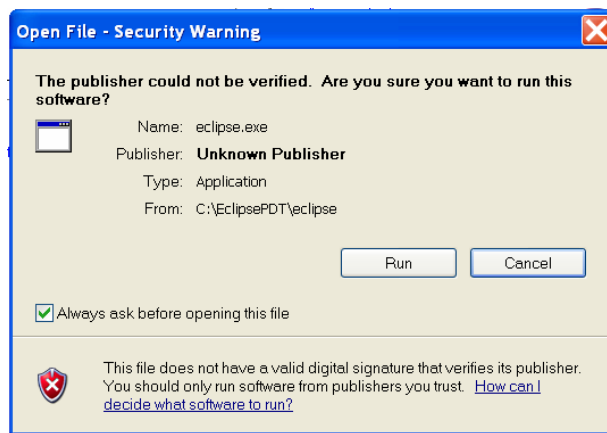 Open File - Security Warning
The publisher could not be verified.  Are you sure you want to run this
software?
Name: eclipse.exe
Publisher: Unknown Publisher
Type: Application
From: C:\EclipsePDT\eclipse
Run Cancel
Always ask before opening this file
This file does not have a valid digital signature that verifies its publisher.
You should only run software from publishers you trust. How can I
decide what software to run?